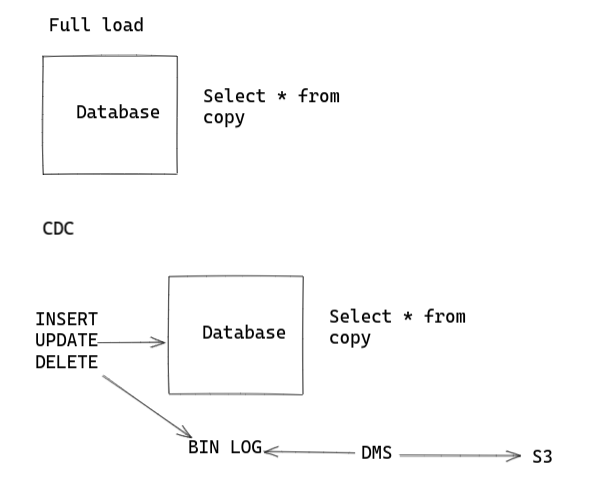 Full load
Database
Select * from
copy
CDC
INSERT
UPDATE
DELETE
Database
Select * from
copy
BIN LOG
DMS
S3